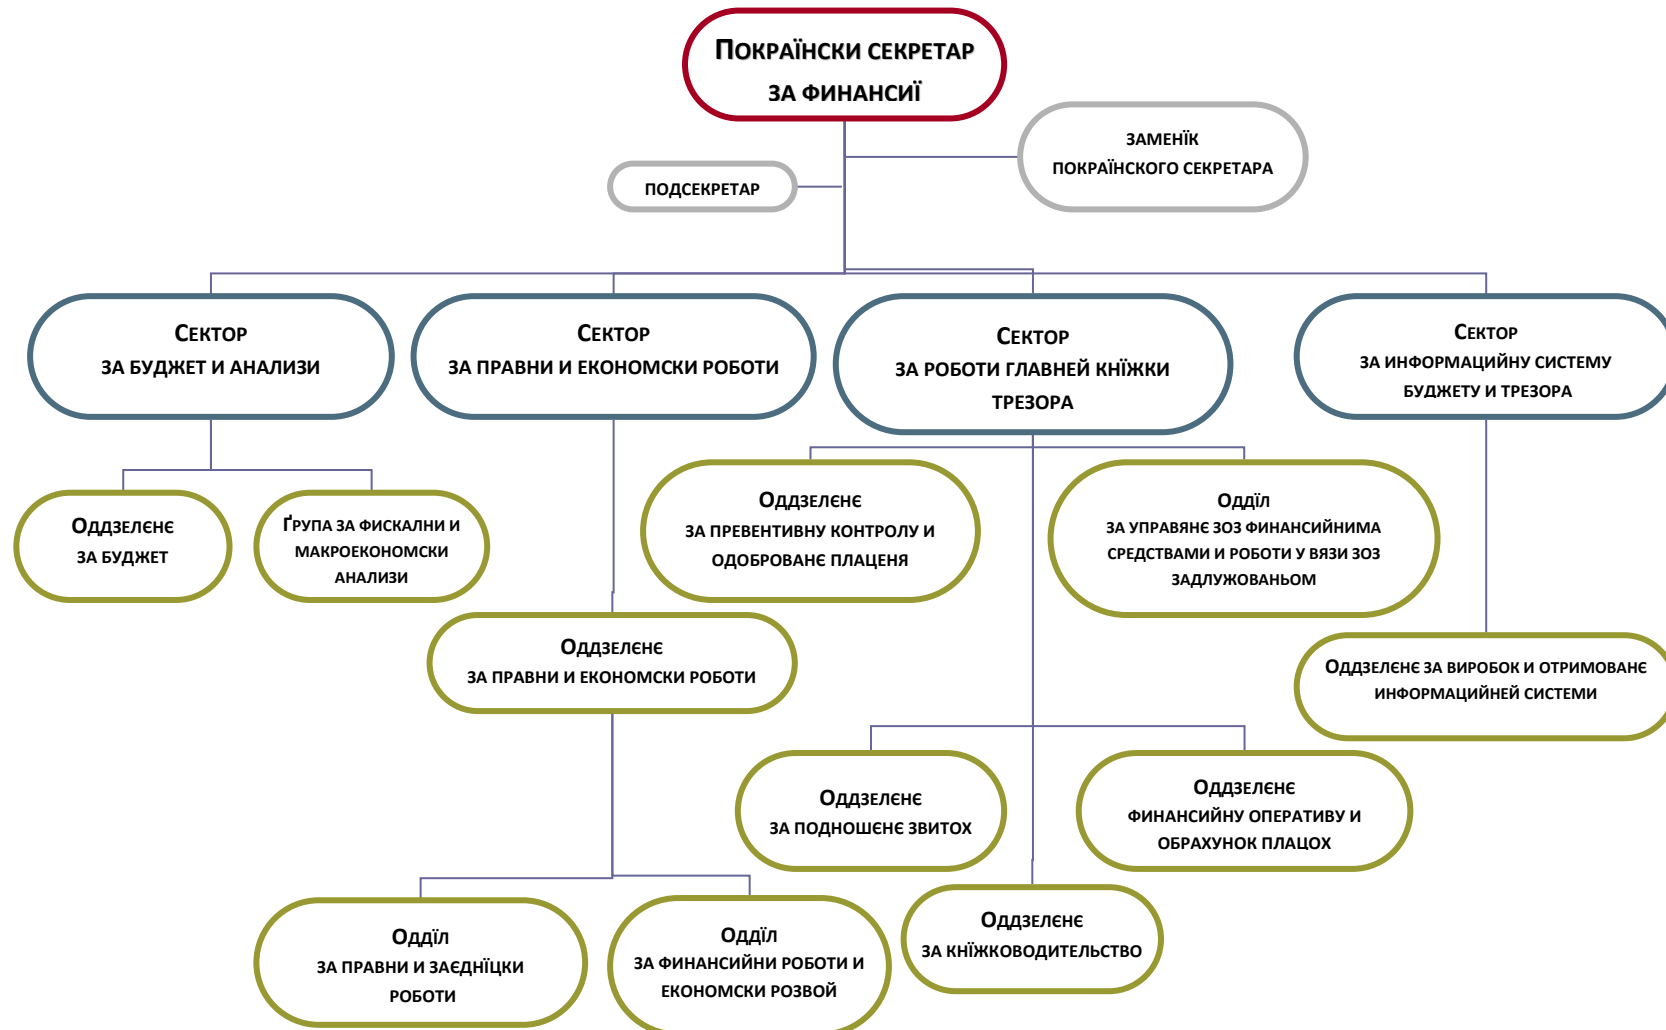 Покраїнски секретар
за финансиї
заменїк
покраїнского секретара
подсекретар
Сектор
за буджет и анализи
Сектор
за правни и економски роботи
Сектор
за роботи главней кнїжки
трезора
Сектор
за информацийну систему
буджету и трезора
Оддзелєнє
за буджет
Ґрупа за фискални и
макроекономски
анализи
Оддзелєнє
за превентивну контролу и
одоброванє плаценя
Оддїл
за управянє зоз финансийнима
средствами и роботи у вязи зоз
задлужованьом
Оддзелєнє
за правни и економски роботи
Оддзелєнє за виробок и отримованє
информацийней системи
Оддзелєнє
за подношенє звитох
Оддзелєнє
финансийну оперативу и
обрахунок плацох
Оддїл
за правни и заєднїцки
роботи
Оддїл
за финансийни роботи и
економски розвой
Оддзелєнє
за кнїжководительство